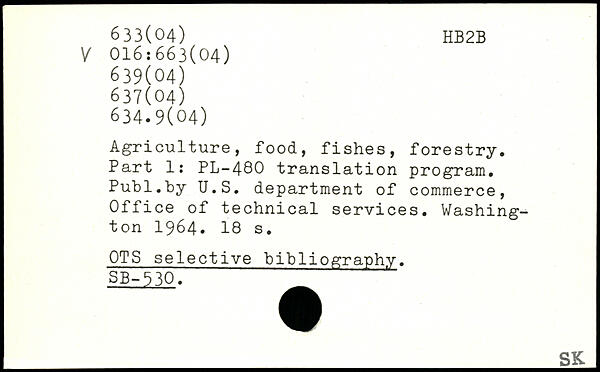 633(04)
HB2B
V 016:663(04)
639(04)
637(04)
634.9(04)
Agriculture, food, fishes, forestry.
Part 1: PL-480 translation program.
Publ.by U.S. department of commerce,
Office of technical services. Washing-
ton 1964. 18 s.
OTS selective bibliography.
SB-530.
SK